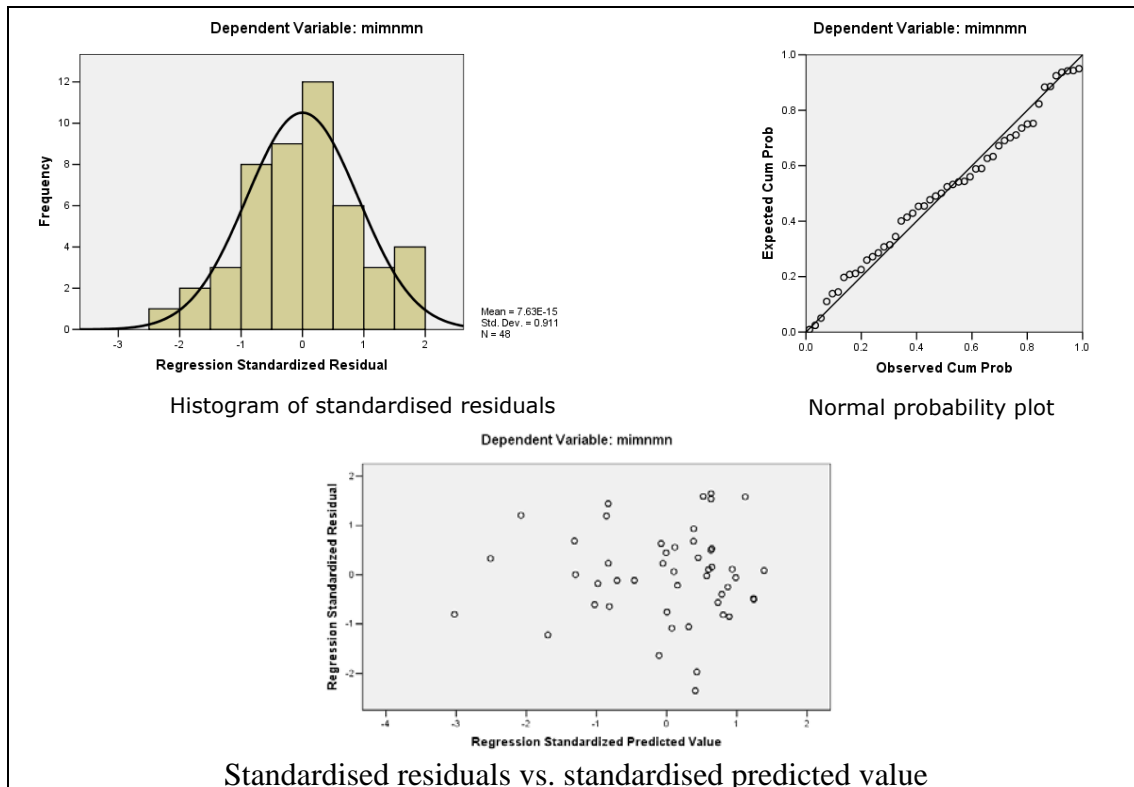 Dependent Variable: mimnmn
Frequency
12
10
8
6
4
2
0
-3 -2 -1 0 1 2
Regression Standardized Residual
Mean = 7.63E-15
Std. Dev. = 0.911
N = 48
Histogram of standardised residuals
Dependent Variable: mimnmn
Expected Cum Prob
1.0
0.8
0.6
0.4
0.2
0.0
0.0 0.2 0.4 0.6 0.8 1.0
Observed Cum Prob
Normal probability plot
Dependent Variable: mimnmn
Regression Standardized Residual
2
1
0
-1
-2
-4 -3 -2 -1 0 1 2
Regression Standardized Predicted Value
Standardised residuals vs. standardised predicted value